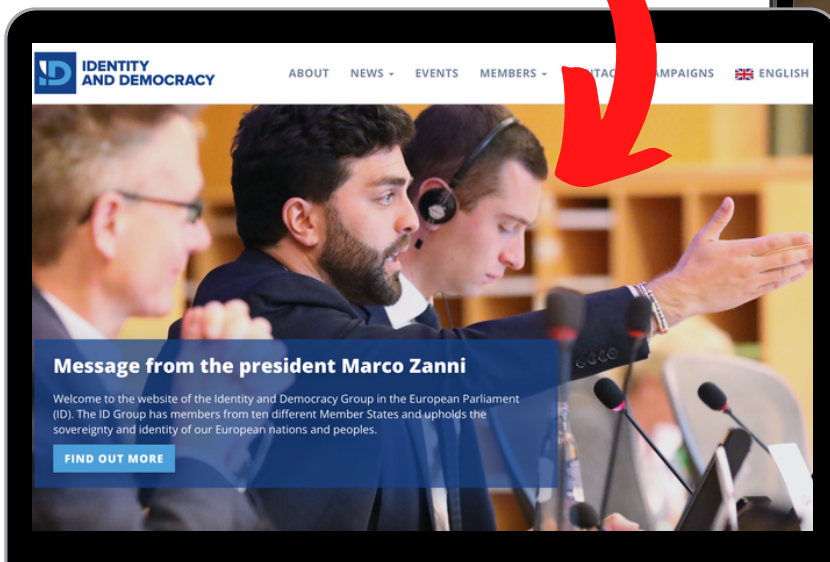 IDENTITY
AND DEMOCRACY
ABOUT NEWS EVENTS MEMBERS CAMPAIGNS ENGLISH
Message from the president Marco Zanni
Welcome to the website of the Identity and Democracy Group in the European Parliament
(ID). The ID Group has members from ten different Member States and upholds the
sovereignty and identity of our European nations and peoples.
FIND OUT MORE